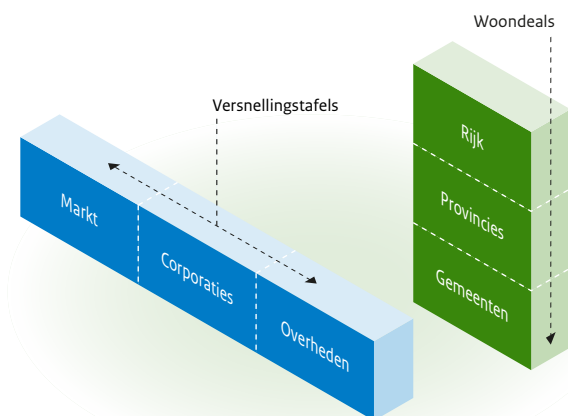 Woondeals
Versnellingstafels
Rijk
Provincies
Gemeenten
Markt
Corporaties
Overheden